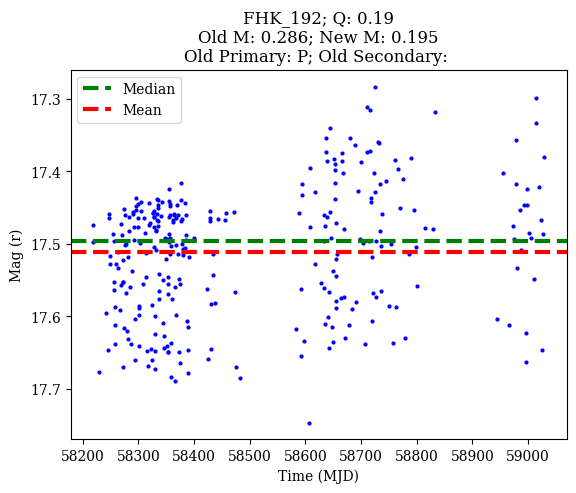 FHK_192; Q: 0.19
Old M: 0.286; New M: 0.195
Old Primary: P; Old Secondary:
Median
Mean
17.3
17.4
17.5
17.6
17.7
Mag (r)
58200 58300 58400 58500 58600 58700 58800 58900 59000
Time (MJD)